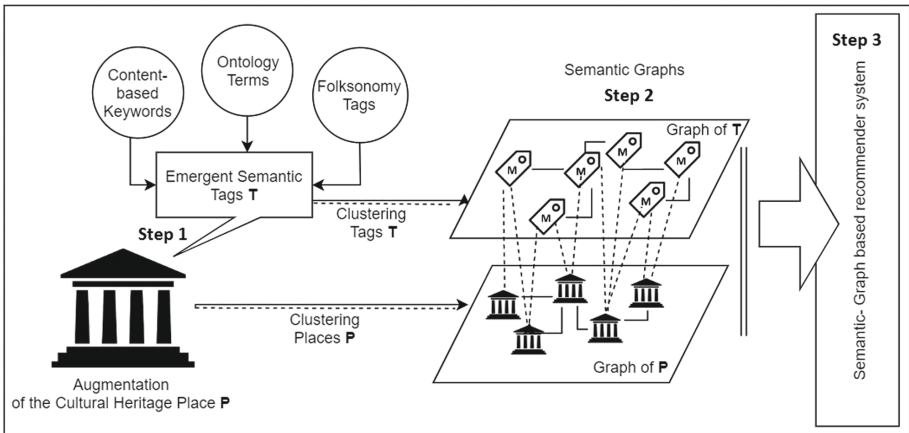 Content-
based
Keywords
Ontology
Terms
Folksonomy
Tags
Emergent Semantic
Tags T
Step 1
Clustering
Tags T
Augmentation
of the Cultural Heritage Place P
Clustering
Places P
Semantic Graphs
Step 2
Graph of T
M
M
M
M
M
M
Graph of P
Step 3
Semantic- Graph based recommender system